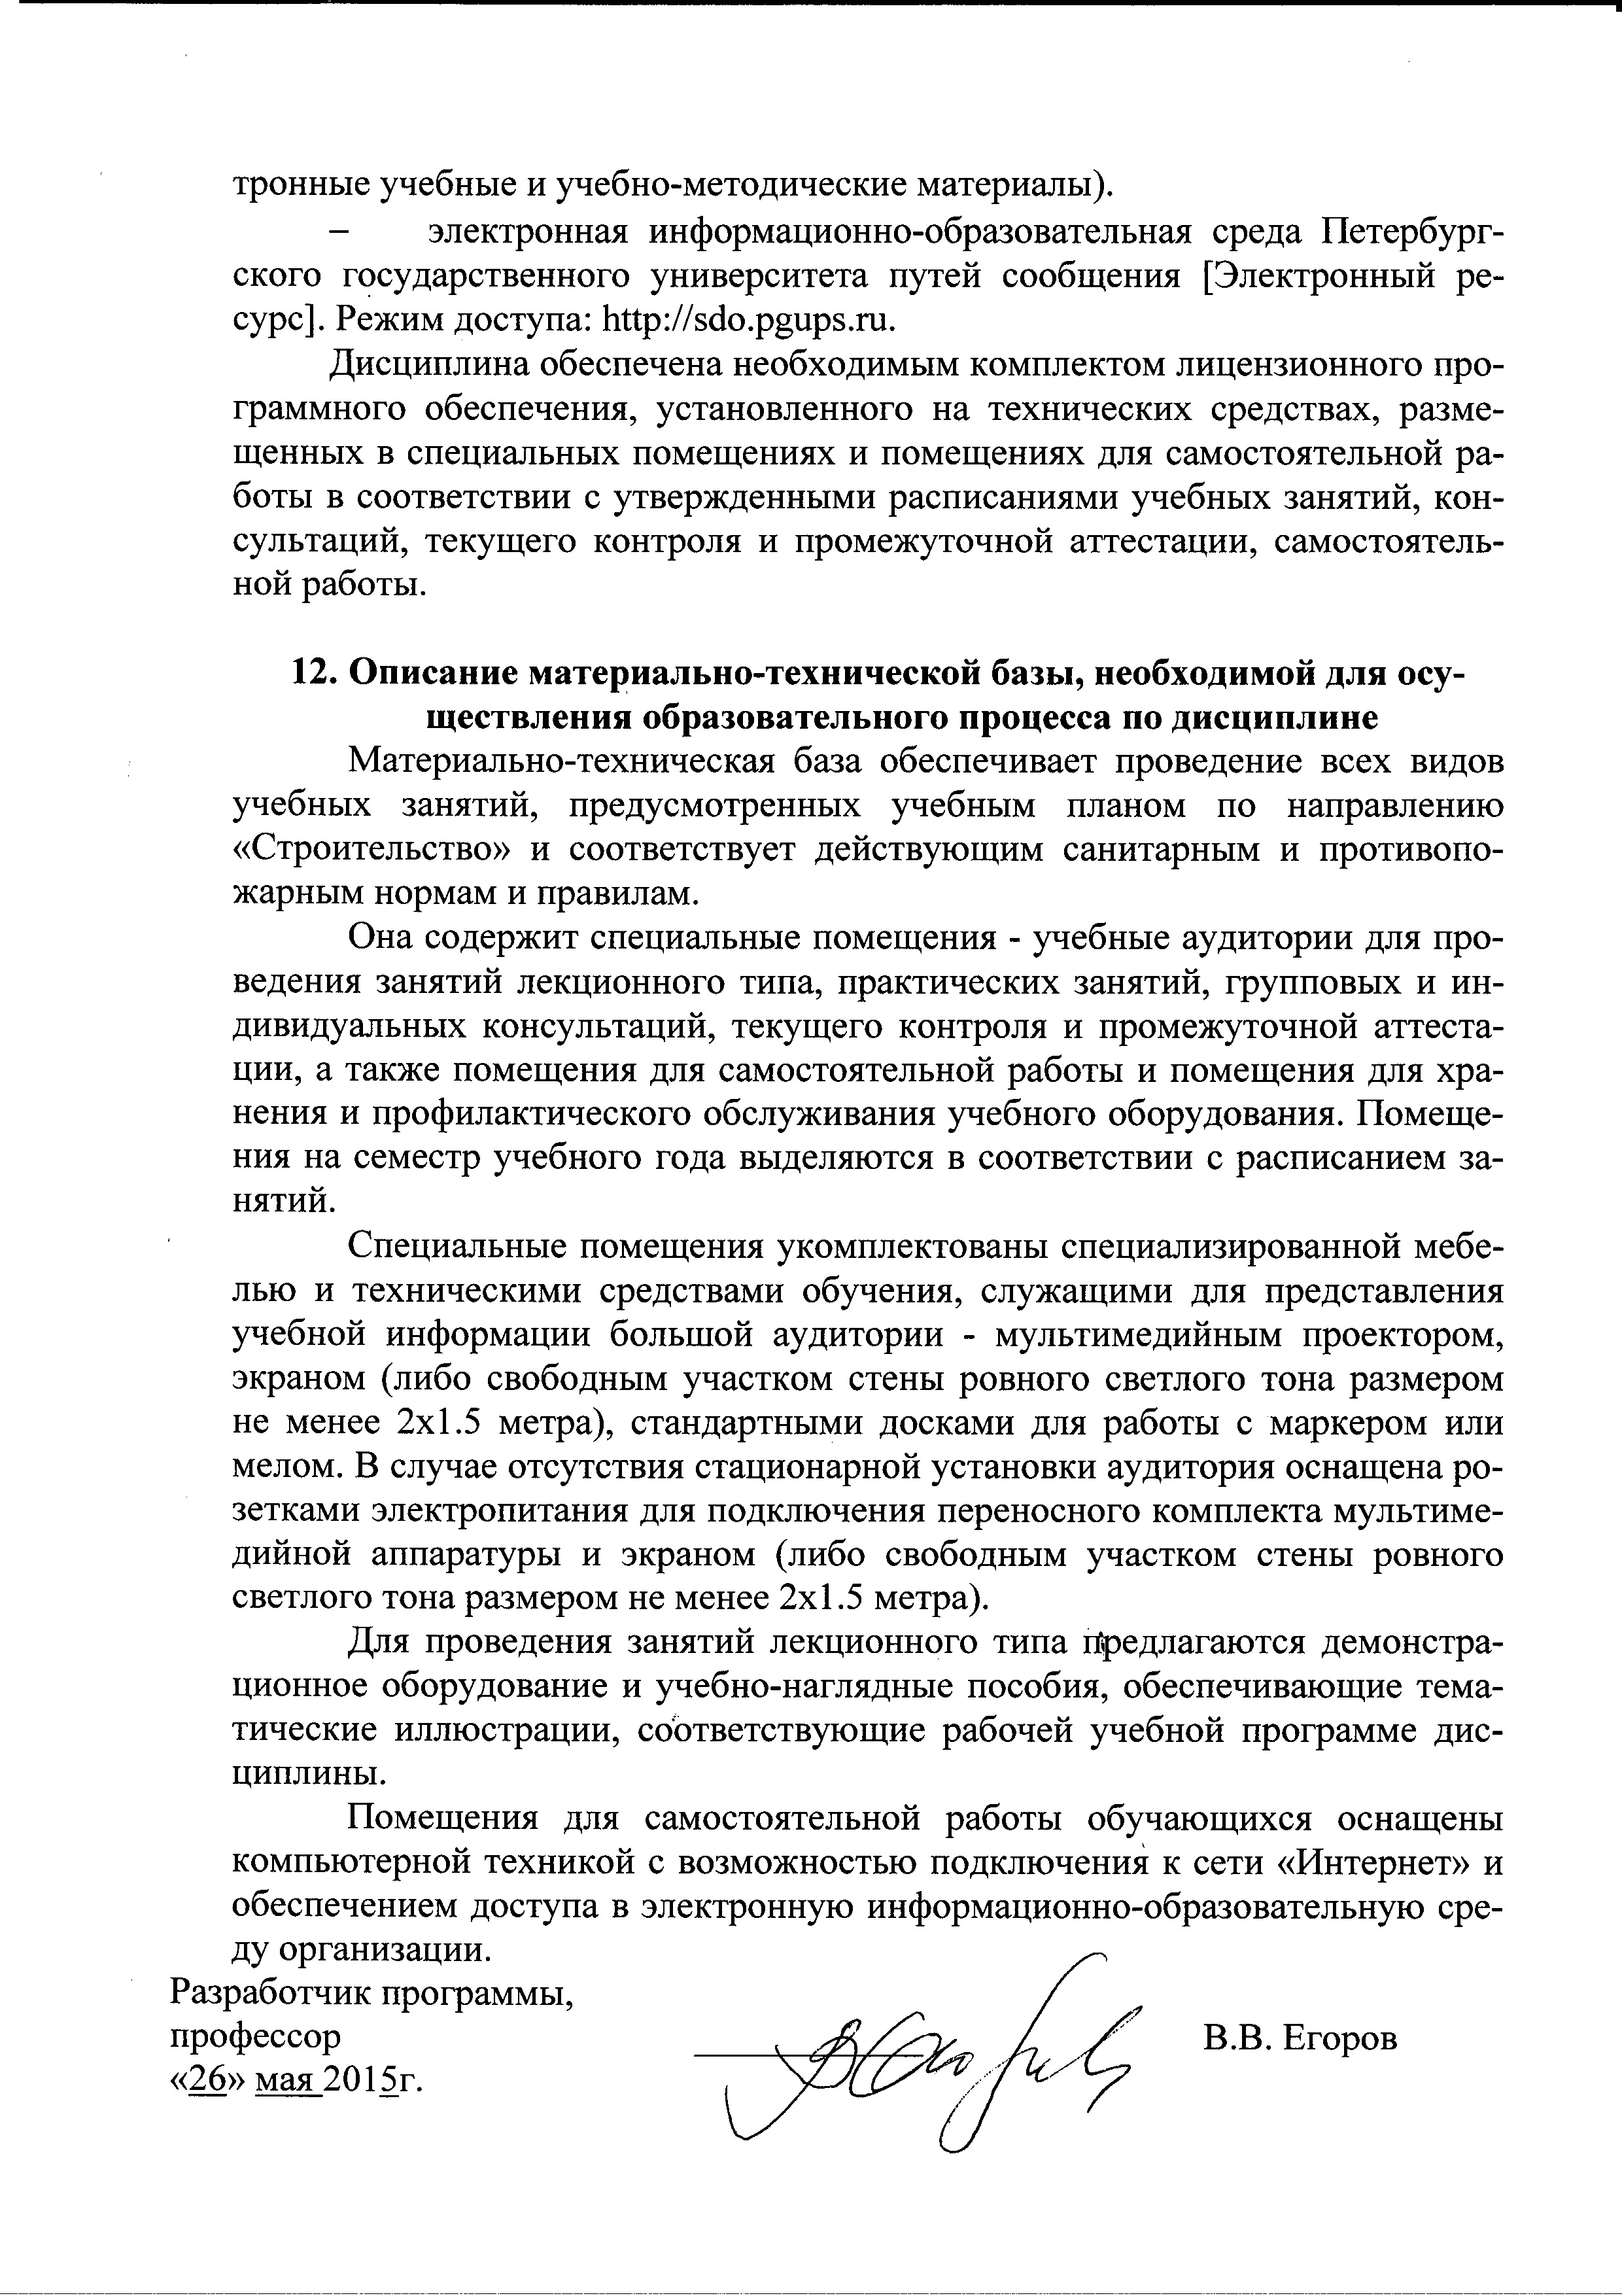 тронные учебные и учебно-методические материалы).
– электронная информационно-образовательная среда Петербург-
ского государственного университета путей сообщения [Электронный ре-
сурс]. Режим доступа: http://sdo.pgups.ru.
Дисциплина обеспечена необходимым комплектом лицензионного про-
граммного обеспечения, установленного на технических средствах, разме-
щенных в специальных помещениях и помещениях для самостоятельной ра-
боты в соответствии с утвержденными расписаниями учебных занятий, кон-
сультаций, текущего контроля и промежуточной аттестации, самостоятель-
ной работы.
12. Описание материально-технической базы, необходимой для осу-
ществления образовательного процесса по дисциплине
Материально-техническая база обеспечивает проведение всех видов
учебных занятий, предусмотренных учебным планом по направлению
«Строительство» и соответствует действующим санитарным и противопо-
жарным нормам и правилам.
Она содержит специальные помещения - учебные аудитории для про-
ведения занятий лекционного типа, практических занятий, групповых и ин-
дивидуальных консультаций, текущего контроля и промежуточной аттеста-
ции, а также помещения для самостоятельной работы и помещения для хра-
нения и профилактического обслуживания учебного оборудования. Помеще-
ния на семестр учебного года выделяются в соответствии с расписанием за-
нятий.
Специальные помещения укомплектованы специализированной мебе-
лью и техническими средствами обучения, служащими для представления
учебной информации большой аудитории - мультимедийным проектором,
экраном (либо свободным участком стены ровного светлого тона размером
не менее 2х1.5 метра), стандартными досками для работы с маркером или
мелом. В случае отсутствия стационарной установки аудитория оснащена ро-
зетками электропитания для подключения переносного комплекта мультиме-
дийной аппаратуры и экраном (либо свободным участком стены ровного
светлого тона размером не менее 2х1.5 метра).
Для проведения занятий лекционного типа предлагаются демонстра-
ционное оборудование и учебно-наглядные пособия, обеспечивающие тема-
тические иллюстрации, соответствующие рабочей учебной программе дис-
циплины.
Помещения для самостоятельной работы обучающихся оснащены
компьютерной техникой с возможностью подключения к сети «Интернет» и
обеспечением доступа в электронную информационно-образовательную сре-
ду организации.
Разработчик программы,
профессор В.В. Егоров
«26» мая 2015г.